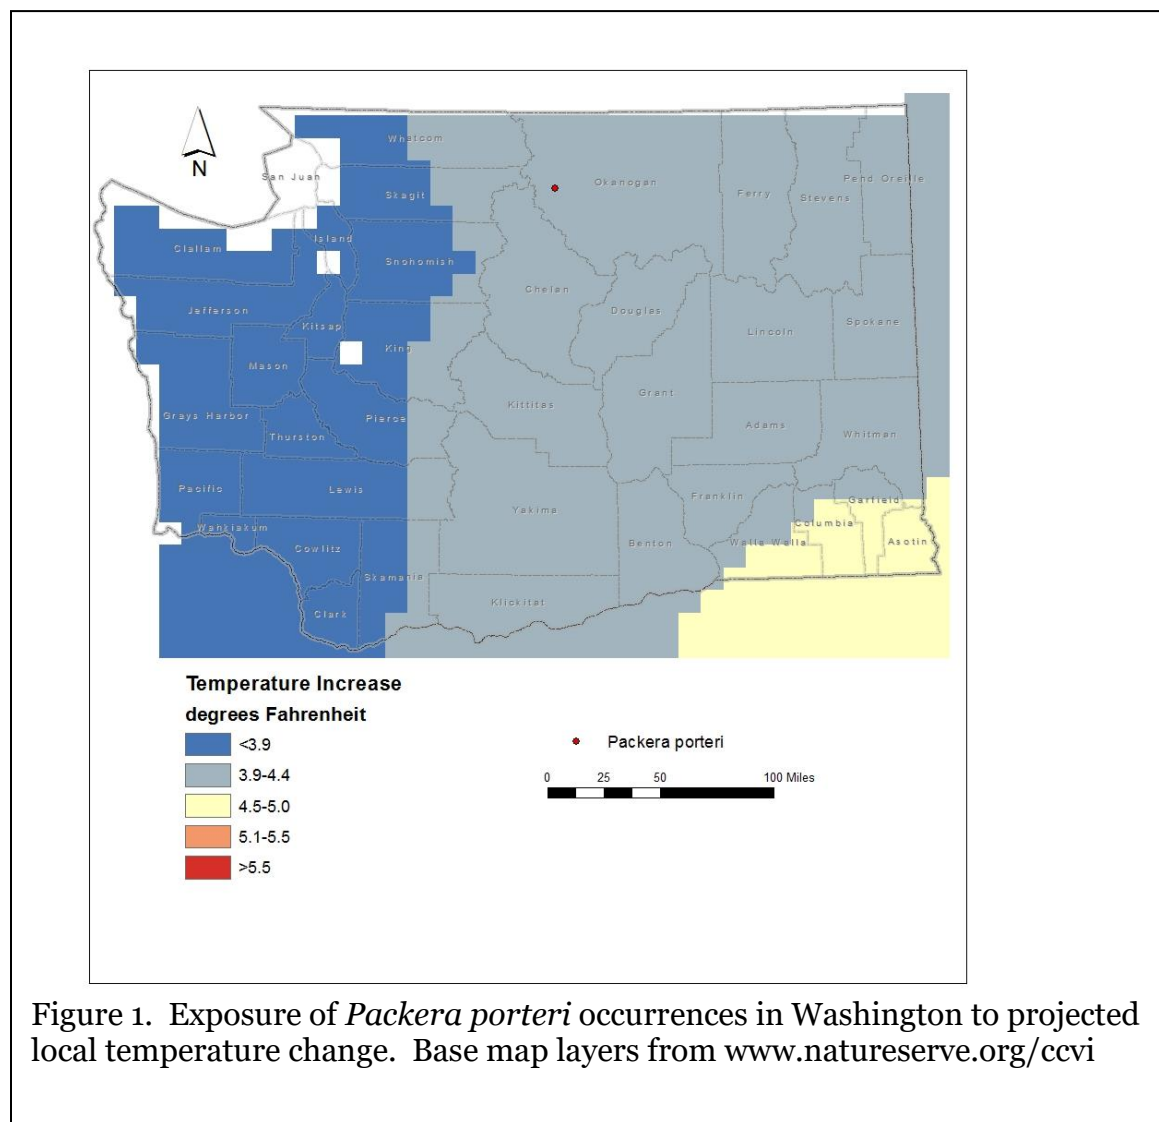 N
Whatcom
San Juan
Skagit
Okanogan
Ferry
Stevens
Pend Oreille
Clallam
Island
Snohomish
Chelan
Jefferson
Kitsap
Douglas
Lincoln
Spokane
King
Mason
Grays Harbor
Kittitas
Grant
Pierce
Thurston
Adams
Whitman
Pacific
Lewis
Yakima
Franklin
Garfield
Wahkiakum
Columbia
Cowlitz
Benton
Walla Walla
Asotin
Skamania
Klickitat
Clark
Temperature Increase
degrees Fahrenheit
<3.9
3.9-4.4
4.5-5.0
5.1-5.5
>5.5
Packera porteri
0 25 50 100 Miles
Figure 1. Exposure of Packera porteri occurrences in Washington to projected
local temperature change. Base map layers from www.natureserve.org/ccvi